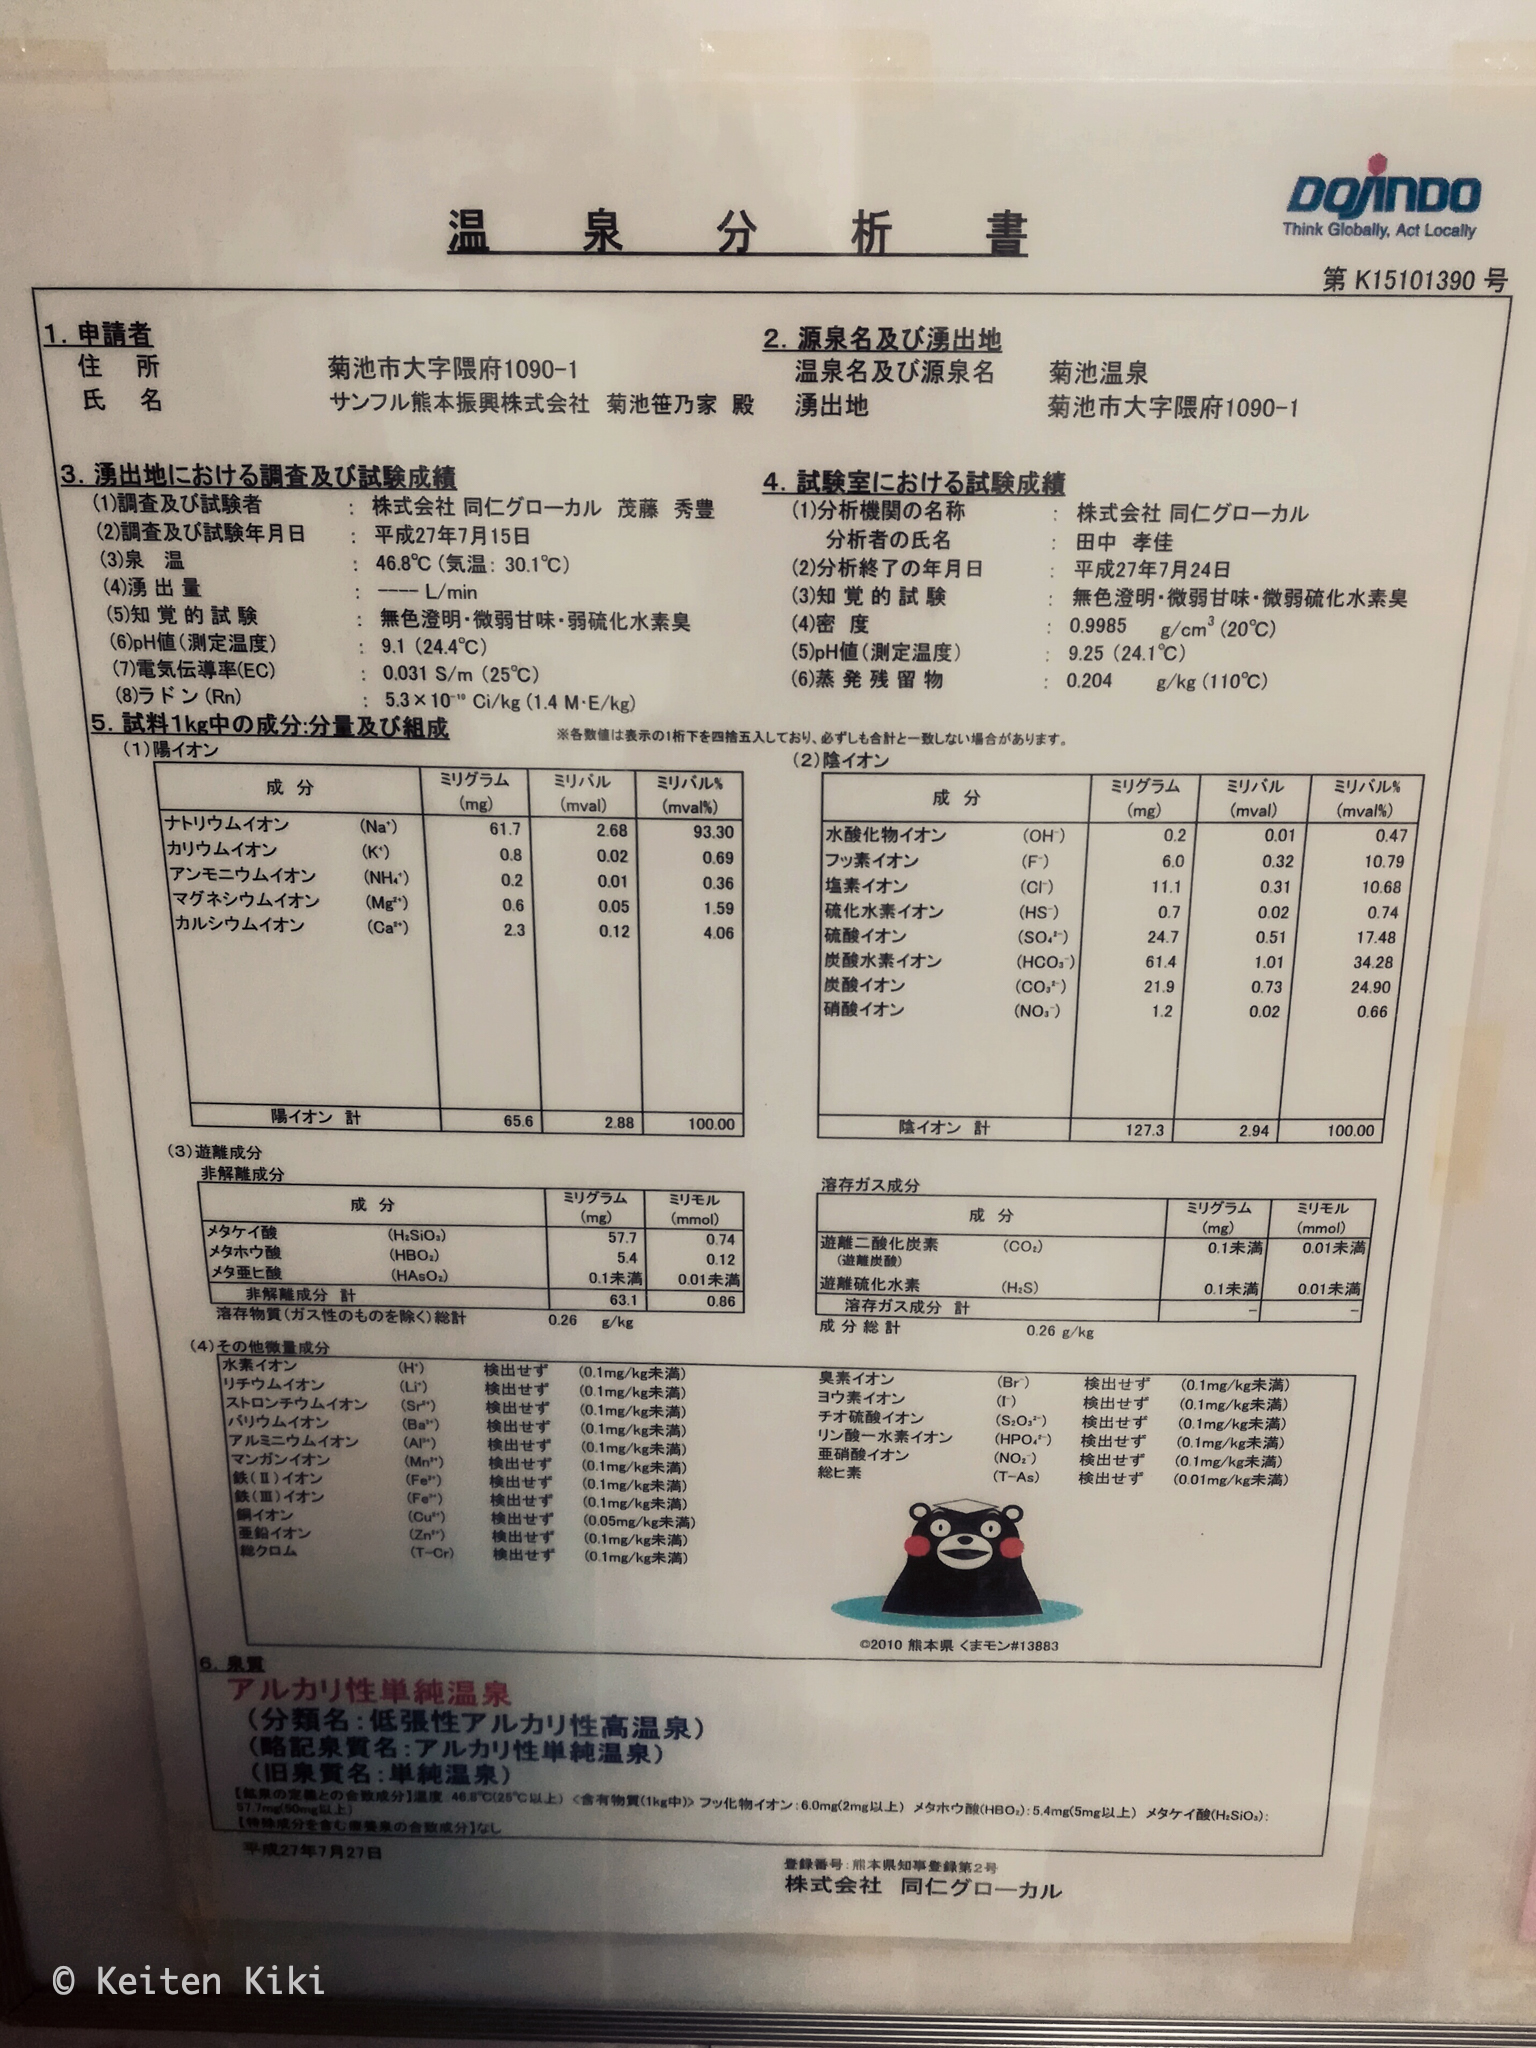 DOJINDO
Think Globally, Act Locally
温泉分析書
第 K15101390 号
1. 申請者
住 所 菊池市大字隈府1090-1
氏 名 サンフル熊本振興株式会社 菊池笹乃家 殿
2. 源泉名及び湧出地
温泉名及び源泉名 菊池温泉
湧出地 菊池市大字隈府1090-1
3. 湧出地における調査及び試験成績
(1)調査及び試験者 : 株式会社 同仁グローカル 茂藤 秀豊
(2)調査及び試験年月日 : 平成27年7月15日
(3)泉 温 : 46.8℃ (気温: 30.1℃)
(4)湧 出 量 : ---- L/min
(5)知 覚 的 試 験 : 無色澄明・微弱甘味・弱硫化水素臭
(6)pH値(測定温度) : 9.1 (24.4℃)
(7)電気伝導率(EC) : 0.031 S/m (25℃)
(8)ラ ド ン (Rn) : 5.3×10⁻¹⁰ Ci/kg (1.4 M・E/kg)
4. 試験室における試験成績
(1)分析機関の名称 : 株式会社 同仁グローカル
分析者の氏名 : 田中 孝佳
(2)分析終了の年月日 : 平成27年7月24日
(3)知 覚 的 試 験 : 無色澄明・微弱甘味・微弱硫化水素臭
(4)密 度 : 0.9985 g/cm³ (20℃)
(5)pH値(測定温度) : 9.25 (24.1℃)
(6)蒸 発 残 留 物 : 0.204 g/kg (110℃)
5. 試料1kg中の成分:分量及び組成
※各数値は表示の1桁下を四捨五入しており、必ずしも合計と一致しない場合があります。
(1)陽イオン
成 分 ミリグラム (mg) ミリバル (mval) ミリバル% (mval%)
ナトリウムイオン (Na⁺) 61.7 2.68 93.30
カリウムイオン (K⁺) 0.8 0.02 0.69
アンモニウムイオン (NH₄⁺) 0.2 0.01 0.36
マグネシウムイオン (Mg²⁺) 0.6 0.05 1.59
カルシウムイオン (Ca²⁺) 2.3 0.12 4.06
陽イオン 計 65.6 2.88 100.00
(2)陰イオン
成 分 ミリグラム (mg) ミリバル (mval) ミリバル% (mval%)
水酸化物イオン (OH⁻) 0.2 0.01 0.47
フッ素イオン (F⁻) 6.0 0.32 10.79
塩素イオン (Cl⁻) 11.1 0.31 10.68
硫化水素イオン (HS⁻) 0.7 0.02 0.74
硫酸イオン (SO₄²⁻) 24.7 0.51 17.48
炭酸水素イオン (HCO₃⁻) 61.4 1.01 34.28
炭酸イオン (CO₃²⁻) 21.9 0.73 24.90
硝酸イオン (NO₃⁻) 1.2 0.02 0.66
陰イオン 計 127.3 2.94 100.00
(3)遊離成分
非解離成分
成 分 ミリグラム (mg) ミリモル (mmol)
メタケイ酸 (H₂SiO₃) 57.7 0.74
メタホウ酸 (HBO₂) 5.4 0.12
メタ亜ヒ酸 (HAsO₂) 0.1未満 0.01未満
非解離成分 計 63.1 0.86
溶存物質(ガス性のものを除く)総計 0.26 g/kg
溶存ガス成分
成 分 ミリグラム (mg) ミリモル (mmol)
遊離二酸化炭素 (CO₂) 0.1未満 0.01未満
(遊離炭酸)
遊離硫化水素 (H₂S) 0.1未満 0.01未満
溶存ガス成分 計 - -
成 分 総 計 0.26 g/kg
(4)その他微量成分
水素イオン (H⁺) 検出せず (0.1mg/kg未満)
リチウムイオン (Li⁺) 検出せず (0.1mg/kg未満)
ストロンチウムイオン (Sr²⁺) 検出せず (0.1mg/kg未満)
バリウムイオン (Ba²⁺) 検出せず (0.1mg/kg未満)
アルミニウムイオン (Al³⁺) 検出せず (0.1mg/kg未満)
マンガンイオン (Mn²⁺) 検出せず (0.1mg/kg未満)
鉄(Ⅱ)イオン (Fe²⁺) 検出せず (0.1mg/kg未満)
鉄(Ⅲ)イオン (Fe³⁺) 検出せず (0.1mg/kg未満)
銅イオン (Cu²⁺) 検出せず (0.05mg/kg未満)
亜鉛イオン (Zn²⁺) 検出せず (0.1mg/kg未満)
総クロム (T-Cr) 検出せず (0.1mg/kg未満)
臭素イオン (Br⁻) 検出せず (0.1mg/kg未満)
ヨウ素イオン (I⁻) 検出せず (0.1mg/kg未満)
チオ硫酸イオン (S₂O₃²⁻) 検出せず (0.1mg/kg未満)
リン酸一水素イオン (HPO₄²⁻) 検出せず (0.1mg/kg未満)
亜硝酸イオン (NO₂⁻) 検出せず (0.1mg/kg未満)
総ヒ素 (T-As) 検出せず (0.01mg/kg未満)
©2010 熊本県 くまモン#13883
6. 泉質
アルカリ性単純温泉
(分類名:低張性アルカリ性高温泉)
(略記泉質名:アルカリ性単純温泉)
(旧泉質名:単純温泉)
【鉱泉の定義との合致成分】温度 46.8℃(25℃以上) <含有物質(1kg中)> フッ化物イオン:6.0mg(2mg以上) メタホウ酸(HBO₂):5.4mg(5mg以上) メタケイ酸(H₂SiO₃):
57.7mg(50mg以上)
【特殊成分を含む療養泉の合致成分】なし
平成27年7月27日
登録番号:熊本県知事登録第2号
株式会社 同仁グローカル
© Keiten Kiki